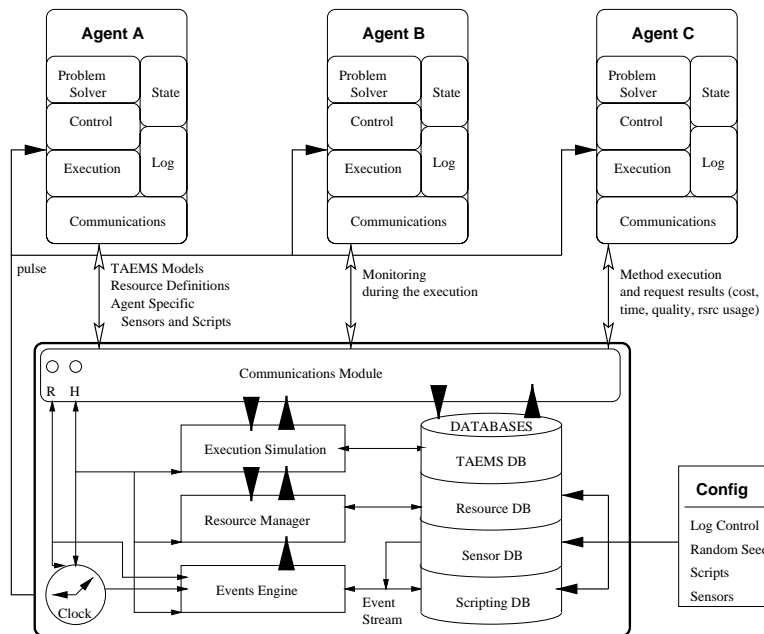 Agent A
Problem
Solver
State
Control
Log
Execution
Communications
Agent B
Problem
Solver
State
Control
Log
Execution
Communications
Agent C
Problem
Solver
State
Control
Log
Execution
Communications
pulse
TAEMS Models
Resource Definitions
Agent Specific
Sensors and Scripts
Monitoring
during the execution
Method execution
and request results (cost,
time, quality, rsrc usage)
R H
Communications Module
Execution Simulation
Resource Manager
Events Engine
Clock
Event
Stream
DATABASES
TAEMS DB
Resource DB
Sensor DB
Scripting DB
Config
Log Control
Random Seed
Scripts
Sensors